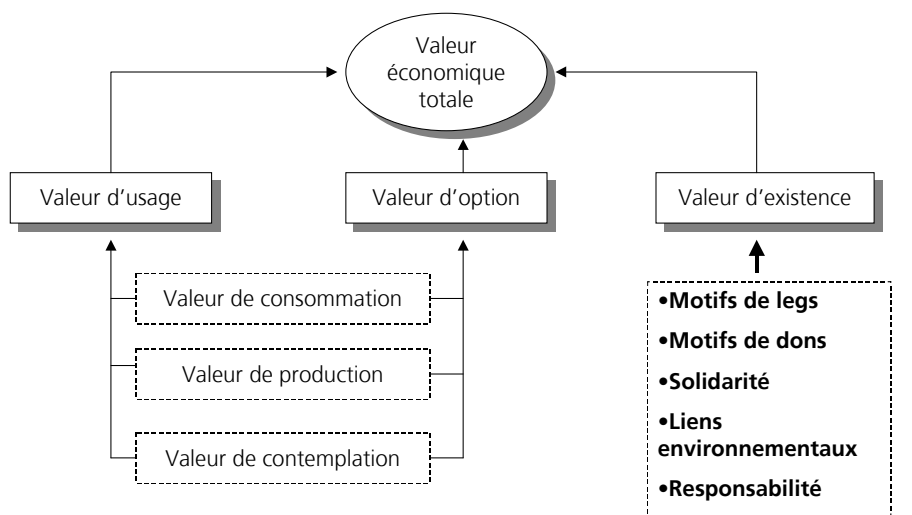 Valeur
économique
totale
Valeur d'usage
Valeur d'option
Valeur d'existence
Valeur de consommation
Valeur de production
Valeur de contemplation
•Motifs de legs
•Motifs de dons
•Solidarité
•Liens
environnementaux
•Responsabilité